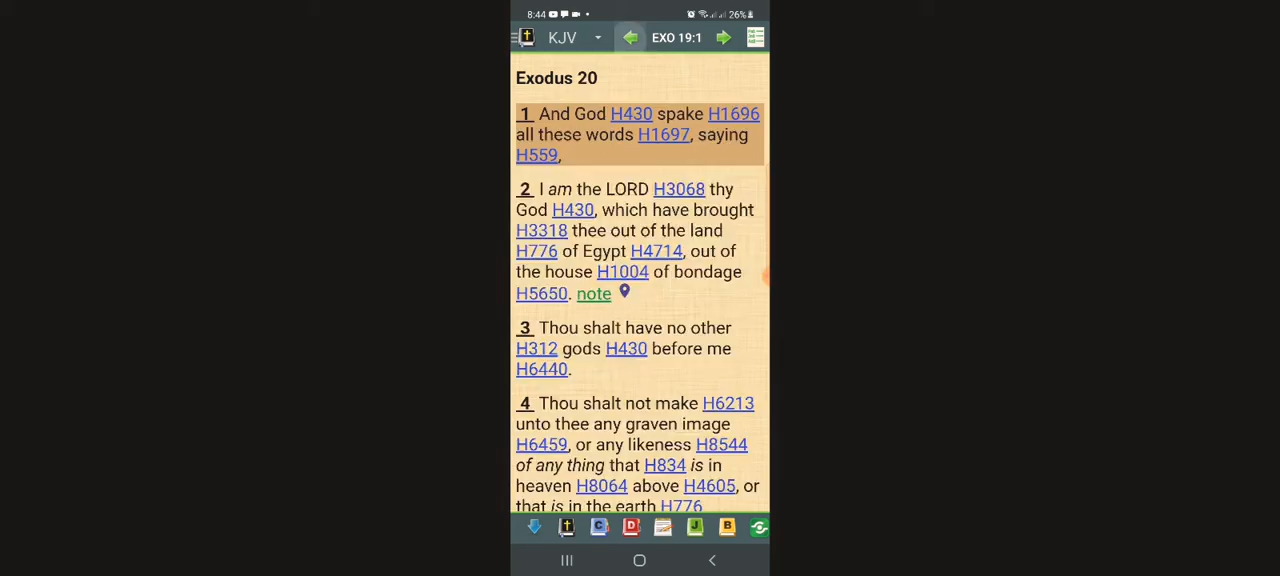 8:44 26%
KJV EXO 19:1
Exodus 20
1 And God H430 spake H1696
all these words H1697, saying
H559,
2 I am the LORD H3068 thy
God H430, which have brought
H3318 thee out of the land
H776 of Egypt H4714, out of
the house H1004 of bondage
H5650. note
3 Thou shalt have no other
H312 gods H430 before me
H6440.
4 Thou shalt not make H6213
unto thee any graven image
H6459, or any likeness H8544
of any thing that H834 is in
heaven H8064 above H4605, or
that is in the earth H776
C D J B